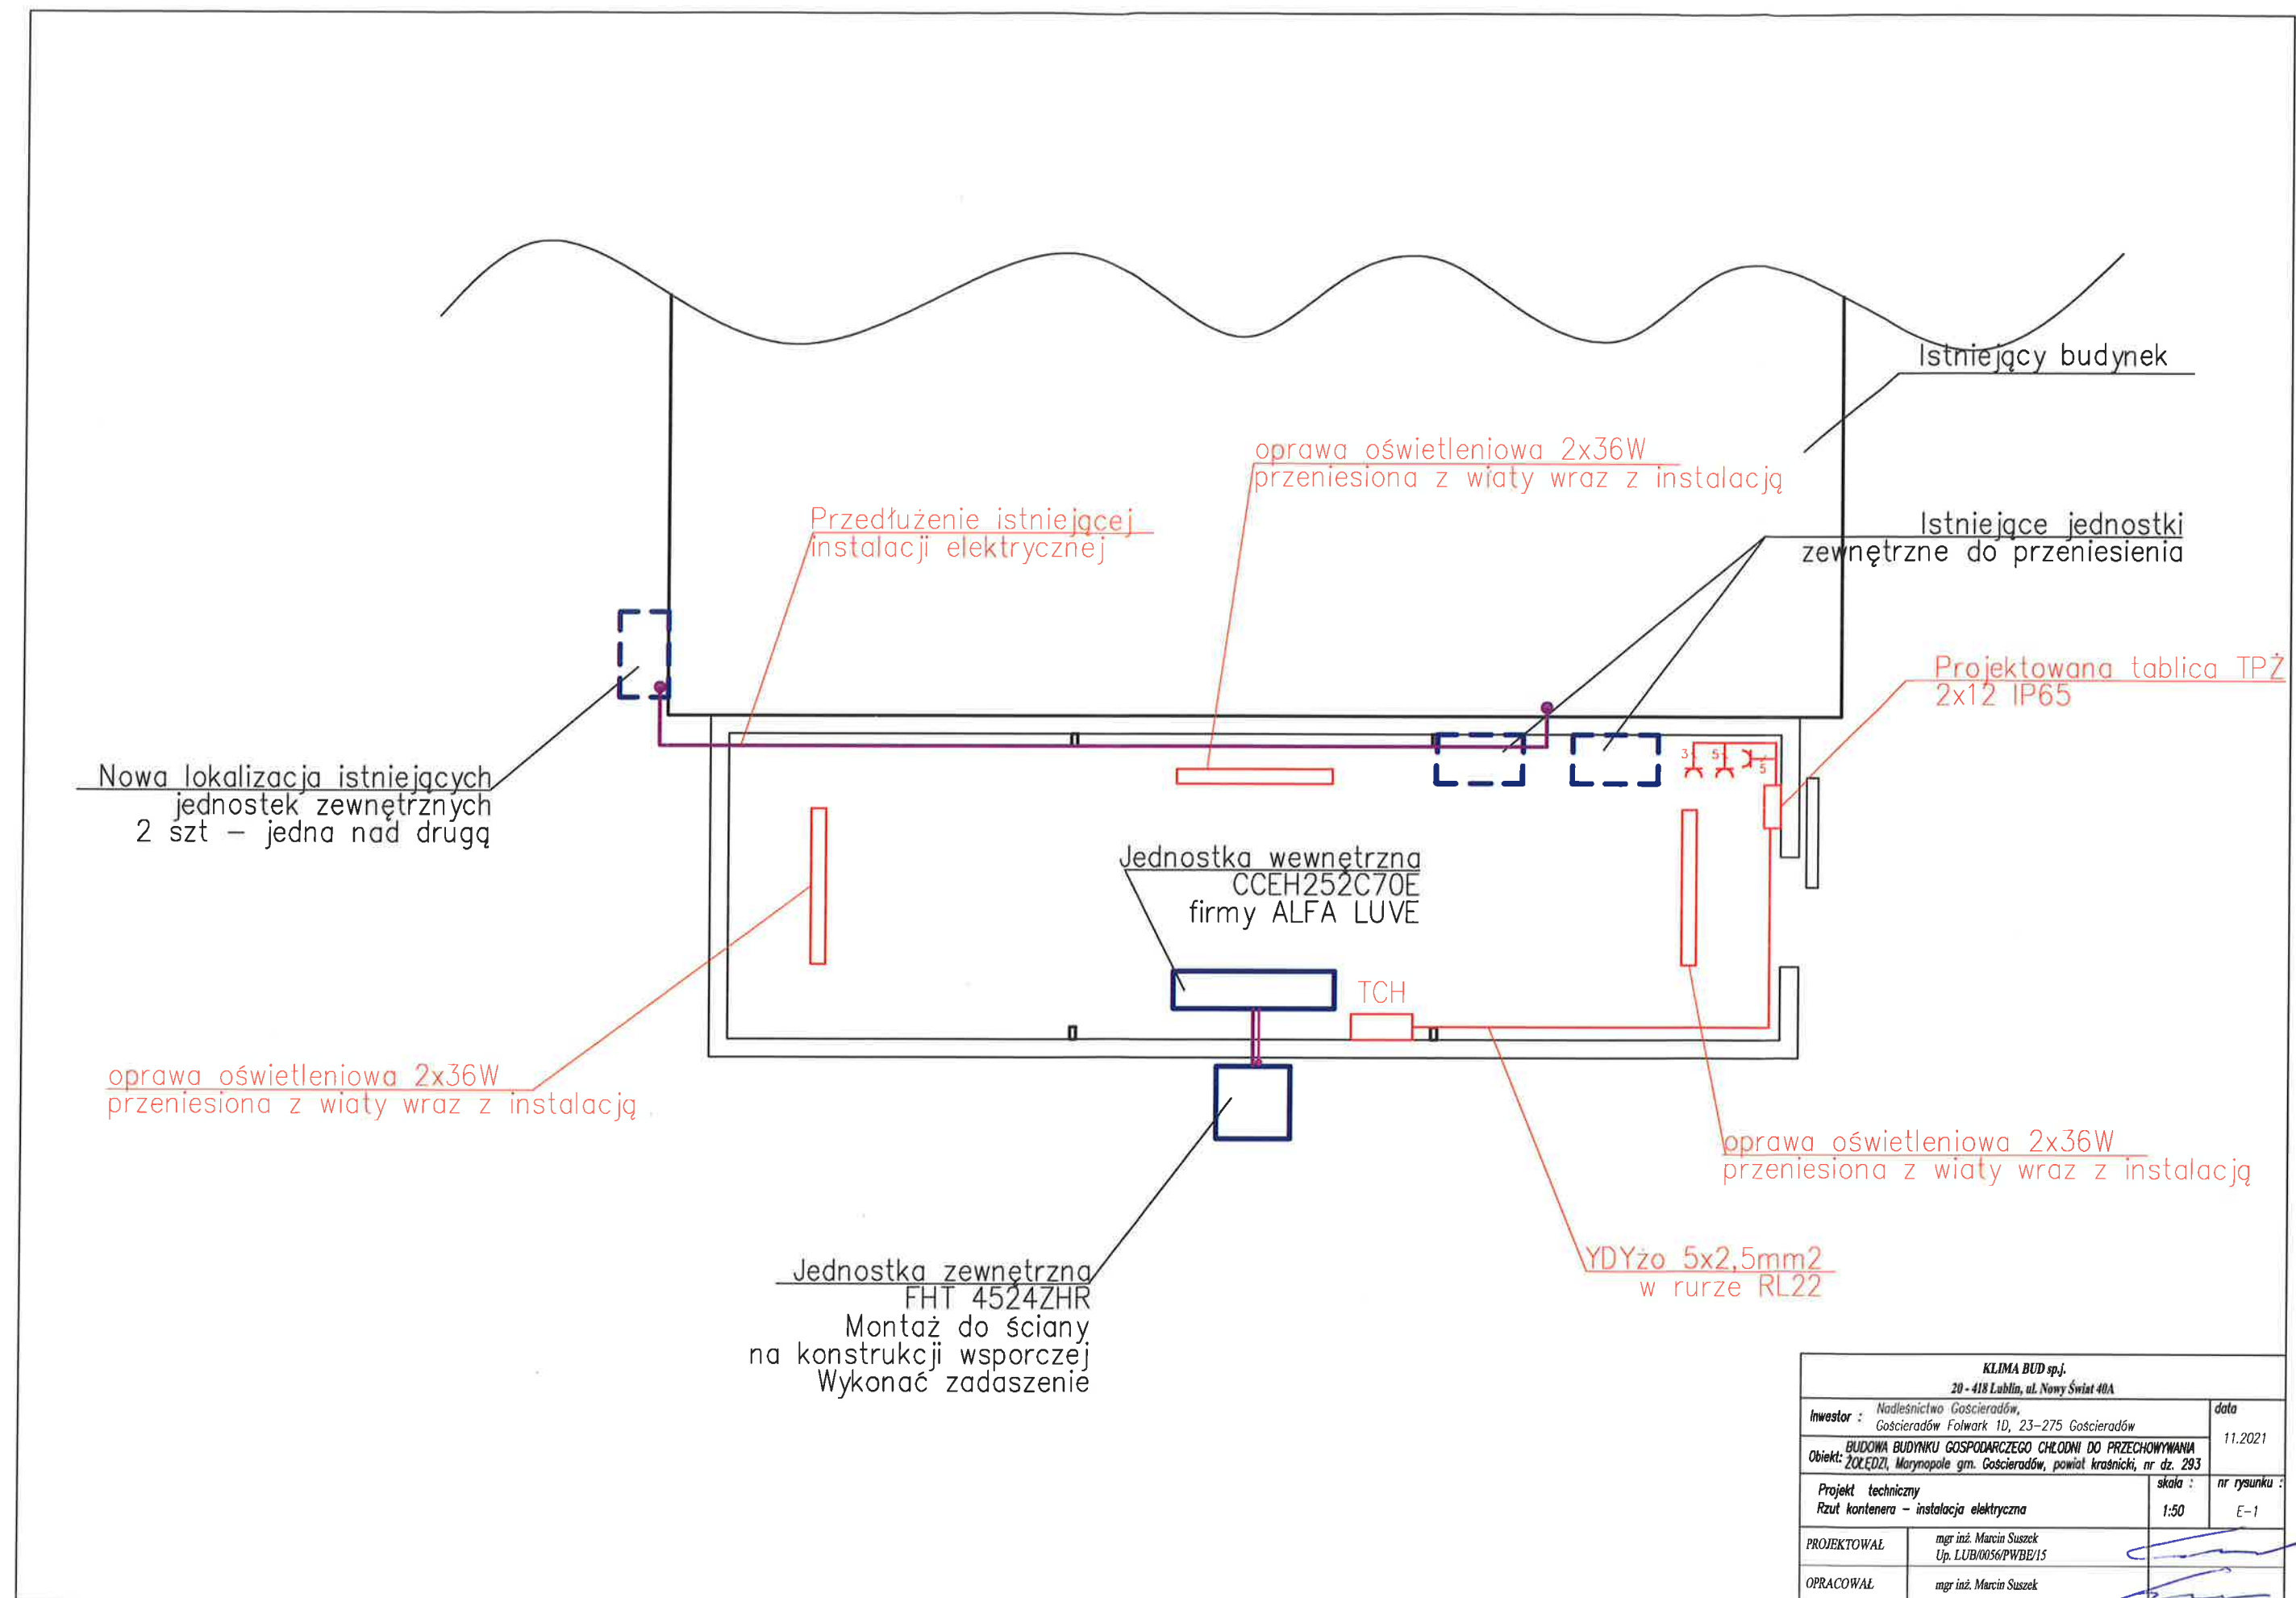 Istniejący budynek
oprawa oświetleniowa 2x36W
przeniesiona z wiaty wraz z instalacją
Przedłużenie istniejącej
instalacji elektrycznej
Istniejące jednostki
zewnętrzne do przeniesienia
Projektowana tablica TPŻ
2x12 IP65
3
5
5
Nowa lokalizacja istniejących
jednostek zewnętrznych
2 szt – jedna nad drugą
Jednostka wewnętrzna
CCEH252C70E
firmy ALFA LUVE
TCH
oprawa oświetleniowa 2x36W
przeniesiona z wiaty wraz z instalacją
oprawa oświetleniowa 2x36W
przeniesiona z wiaty wraz z instalacją
YDYżo 5x2,5mm2
w rurze RL22
Jednostka zewnętrzna
FHT 4524ZHR
Montaż do ściany
na konstrukcji wsporczej
Wykonać zadaszenie
KLIMA BUD sp.j.
20 - 418 Lublin, ul. Nowy Świat 40A
Inwestor : Nadleśnictwo Gościeradów,
Gościeradów Folwark 1D, 23-275 Gościeradów
data
11.2021
Obiekt: BUDOWA BUDYNKU GOSPODARCZEGO CHŁODNI DO PRZECHOWYWANIA
ŻOŁĘDZI, Marynopole gm. Gościeradów, powiat kraśnicki, nr dz. 293
Projekt techniczny
Rzut kontenera – instalacja elektryczna
skala :
1:50
nr rysunku :
E-1
PROJEKTOWAŁ
mgr inż. Marcin Suszek
Up. LUB/0056/PWBE/15
OPRACOWAŁ
mgr inż. Marcin Suszek